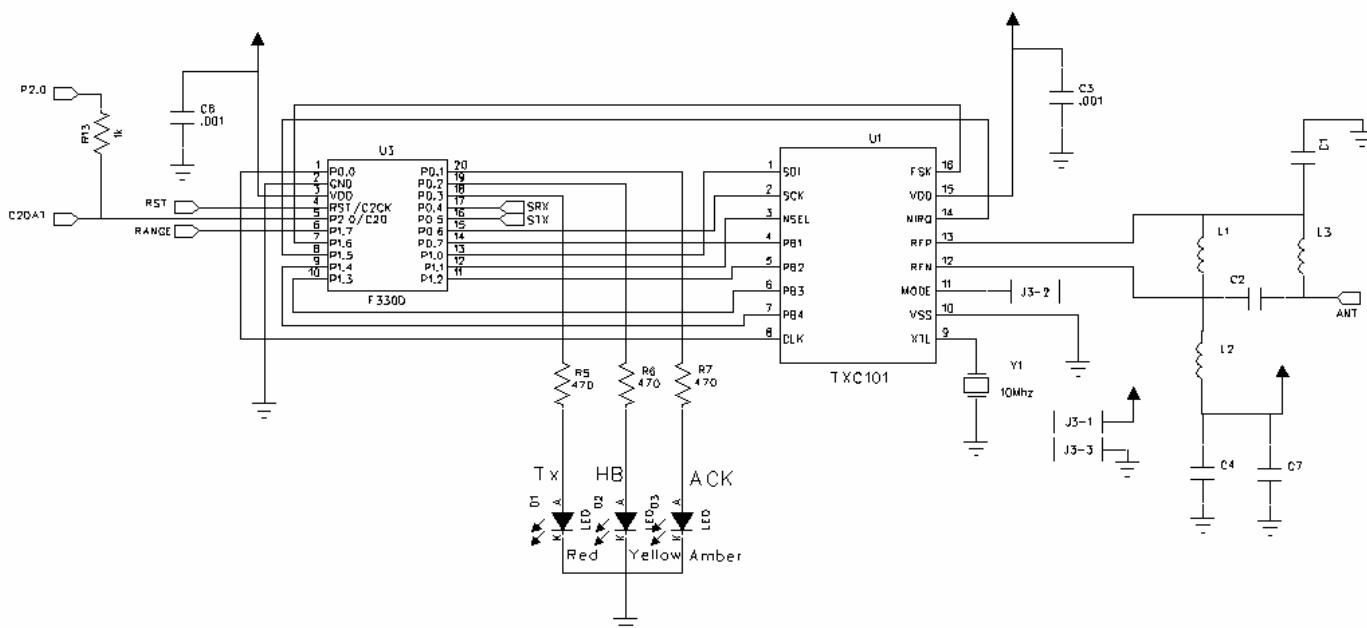 P2.0
R13
1k
C2DAT
C6
.001
RST
RANGE
U3
1 P0.0 P0.1 20
2 GND P0.2 19
3 VDD P0.3 18
4 RST/C2CK P0.4 17
5 P2.0/C2D P0.5 16
6 P1.7 P0.6 15
7 P1.6 P0.7 14
8 P1.5 P1.0 13
9 P1.4 P1.1 12
10 P1.3 P1.2 11
F330D
SRX
STX
U1
1 SDI FSK 16
2 SCK VDD 15
3 NSEL NIRQ 14
4 PB1 RFP 13
5 PB2 RFN 12
6 PB3 MODE 11
7 PB4 VSS 10
8 CLK XTL 9
TXC101
C3
.001
J3-2
Y1
10Mhz
J3-1
J3-3
L1
L3
C2
ANT
L2
C4
C7
R5
470
R6
470
R7
470
Tx
HB
ACK
D1
A
K
LED
Red
D2
A
K
LED
Yellow
D3
A
K
LED
Amber